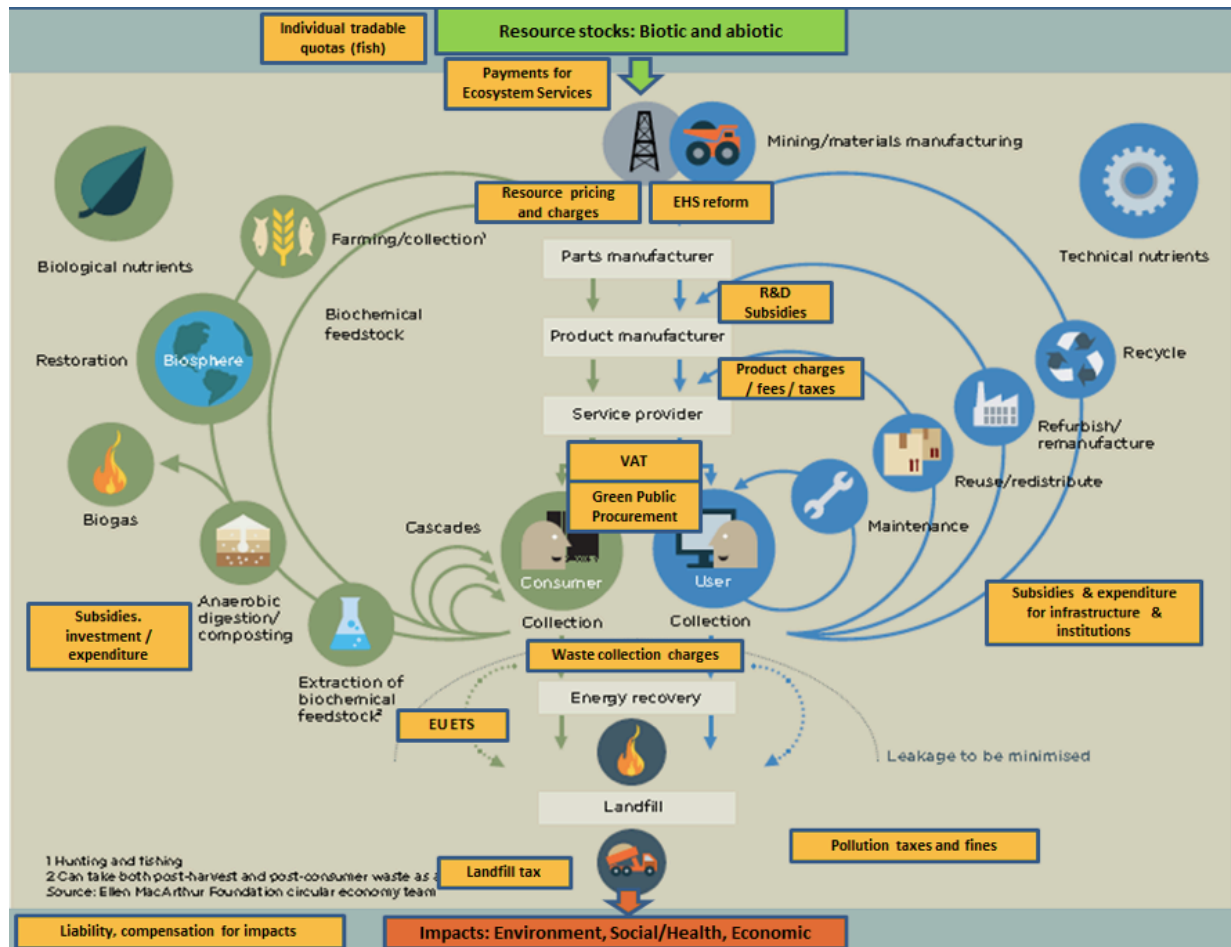 Individual tradable
quotas (fish)
Resource stocks: Biotic and abiotic
Payments for
Ecosystem Services
Mining/materials manufacturing
Resource pricing
and charges
EHS reform
Farming/collection¹
Biological nutrients
Technical nutrients
Parts manufacturer
R&D
Subsidies
Biochemical
feedstock
Product manufacturer
Restoration
Biosphere
Recycle
Product charges
/ fees / taxes
Service provider
Refurbish/
remanufacture
VAT
Green Public
Procurement
Reuse/redistribute
Biogas
Cascades
Maintenance
Consumer
User
Anaerobic
digestion/
composting
Subsidies.
investment /
expenditure
Subsidies & expenditure
for infrastructure &
institutions
Collection
Collection
Waste collection charges
Extraction of
biochemical
feedstock²
Energy recovery
EU ETS
Leakage to be minimised
Landfill
Pollution taxes and fines
1 Hunting and fishing
2 Can take both post-harvest and post-consumer waste as
Source: Ellen MacArthur Foundation circular economy team
Landfill tax
Liability, compensation for impacts
Impacts: Environment, Social/Health, Economic